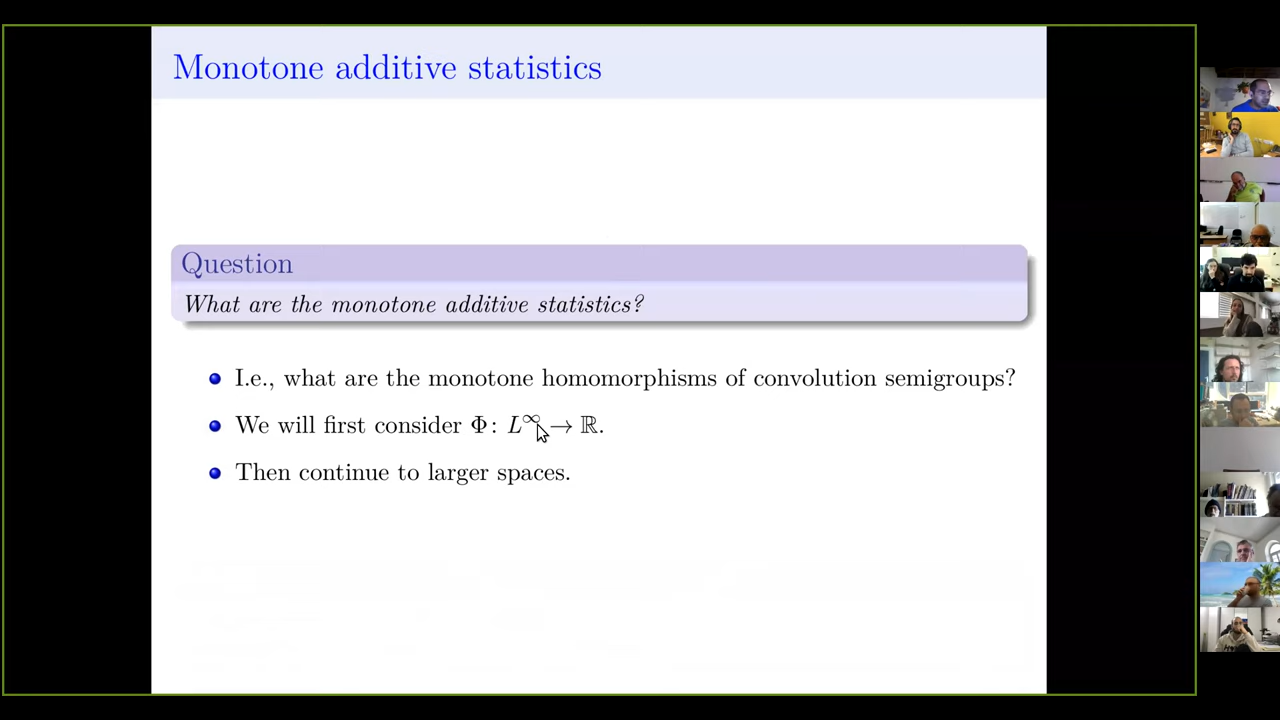 Monotone additive statistics
Question
What are the monotone additive statistics?
I.e., what are the monotone homomorphisms of convolution semigroups?
We will first consider Φ: L^∞ → ℝ.
Then continue to larger spaces.